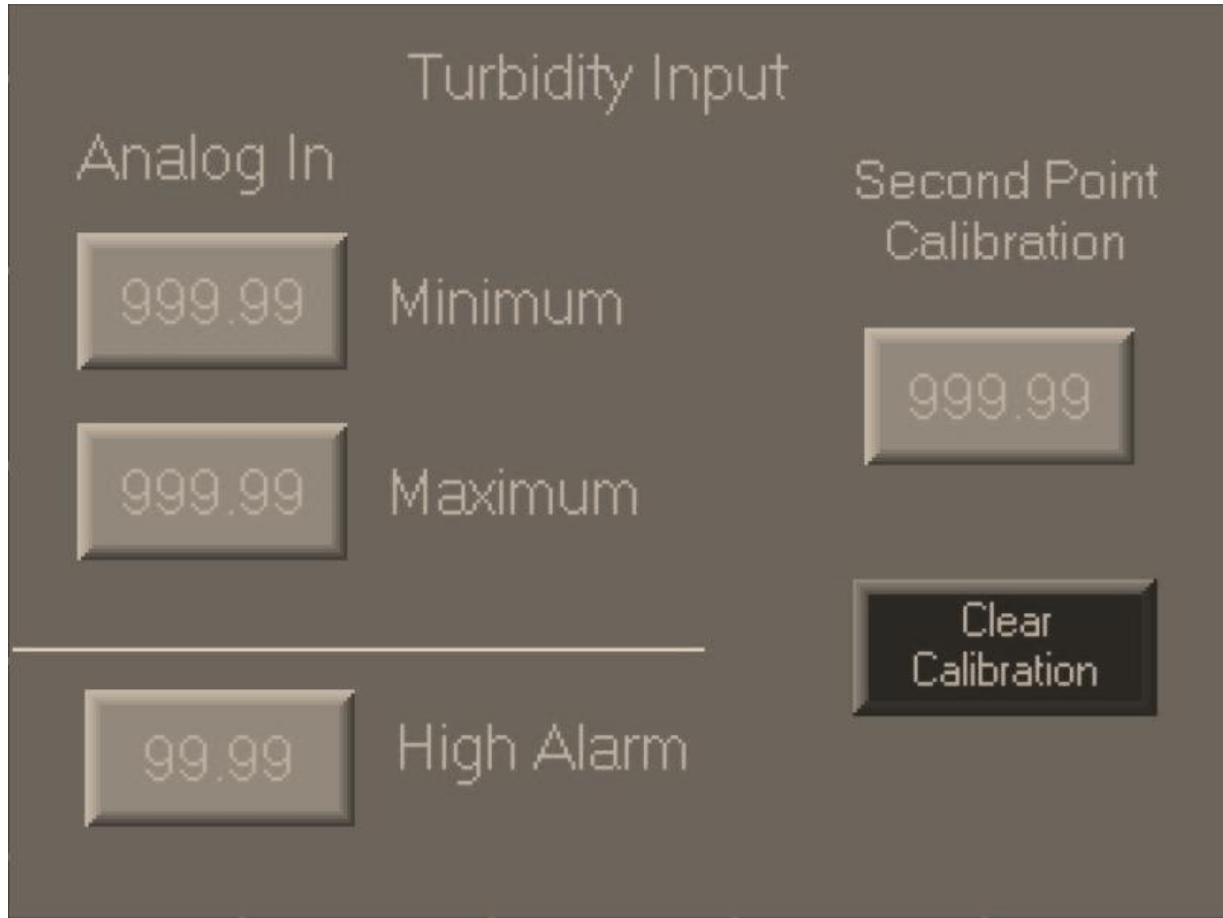 Turbidity Input
Analog In
999.99
Minimum
999.99
Maximum
99.99
High Alarm
Second Point
Calibration
999.99
Clear
Calibration